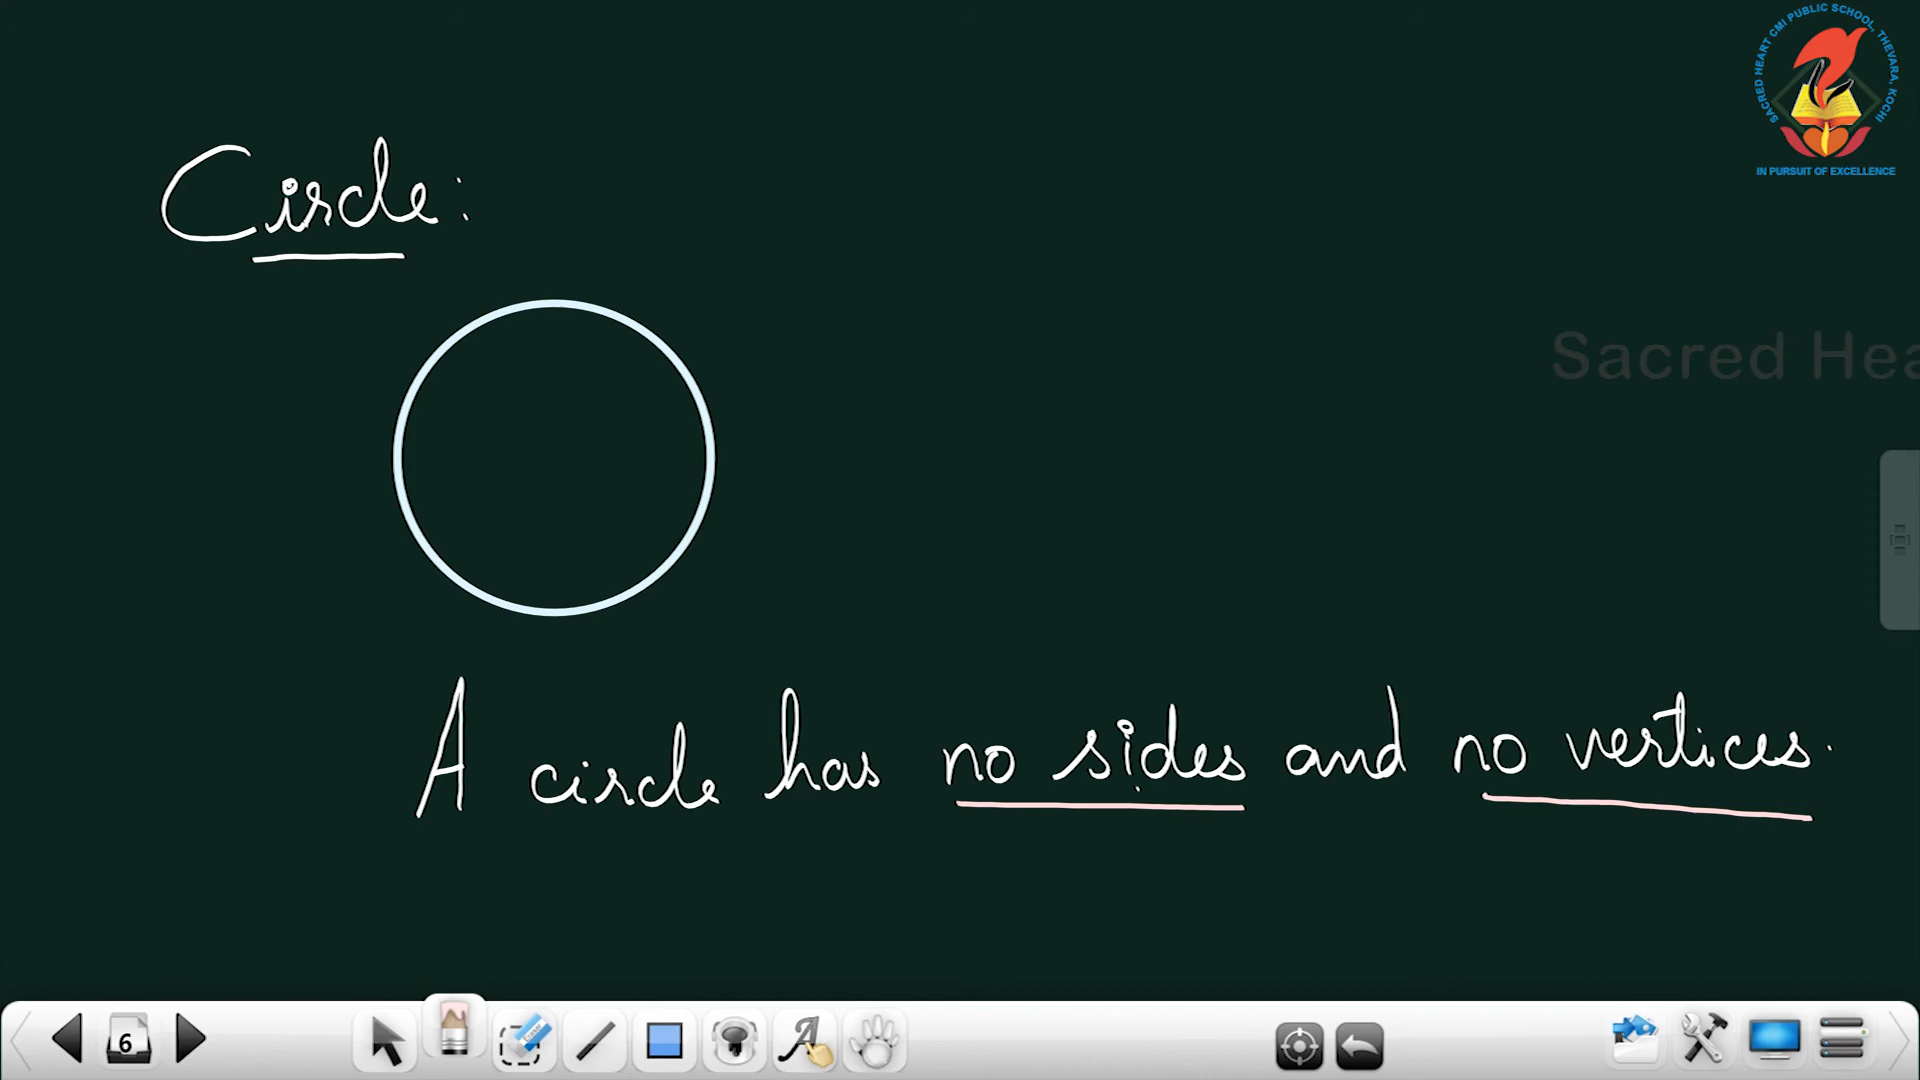 SACRED HEART CMI PUBLIC SCHOOL, THEVARA, KOCHI
IN PURSUIT OF EXCELLENCE
Circle:
Sacred Hea
A circle has no sides and no vertices.
6